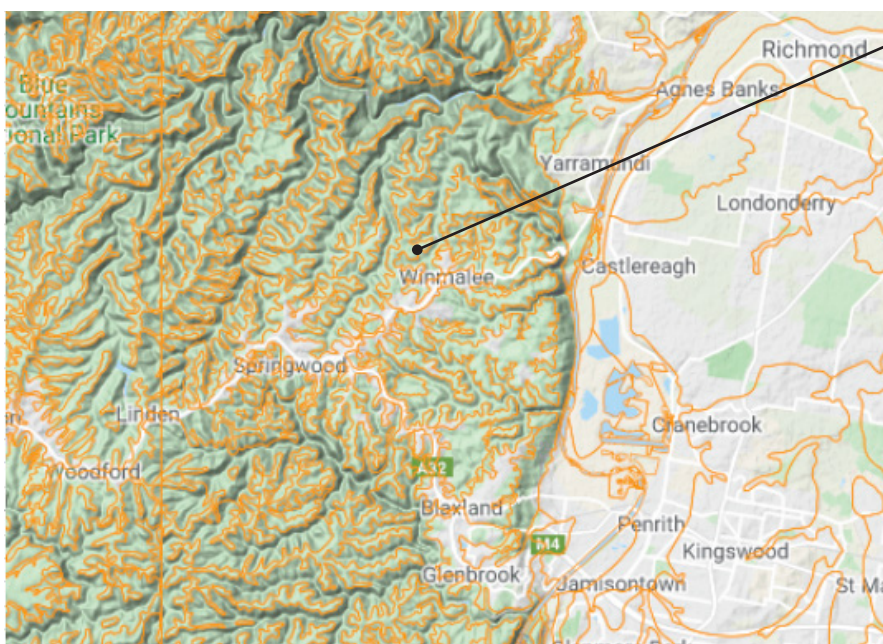 Richmond
Blue
ountains
ional Park
Agnes Banks
Yarramundi
Londonderry
Castlereagh
Winmalee
Springwood
Linden
Cranebrook
Woodford
A32
Blaxland
Penrith
M4
Kingswood
Glenbrook
Jamisontown
St Ma